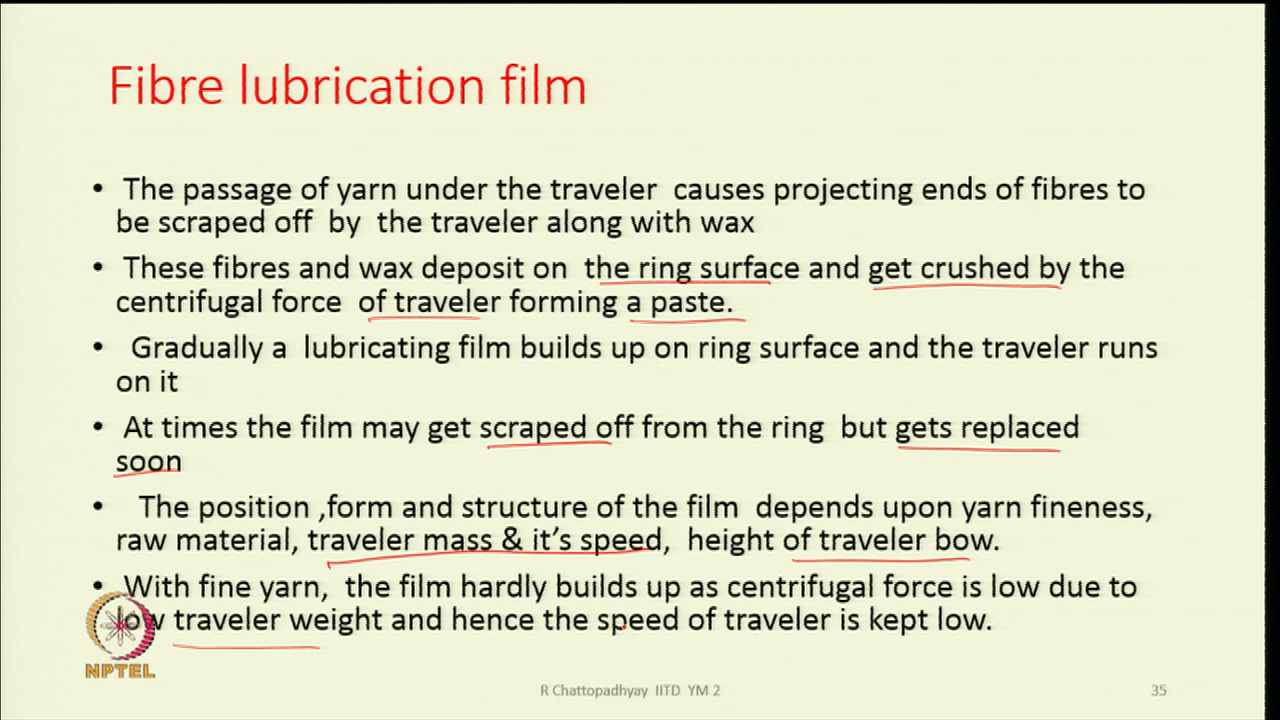 Fibre lubrication film
• The passage of yarn under the traveler causes projecting ends of fibres to
be scraped off by the traveler along with wax
• These fibres and wax deposit on the ring surface and get crushed by the
centrifugal force of traveler forming a paste.
• Gradually a lubricating film builds up on ring surface and the traveler runs
on it
• At times the film may get scraped off from the ring but gets replaced
soon
• The position ,form and structure of the film depends upon yarn fineness,
raw material, traveler mass & it's speed, height of traveler bow.
• With fine yarn, the film hardly builds up as centrifugal force is low due to
low traveler weight and hence the speed of traveler is kept low.
NPTEL
R Chattopadhyay IITD YM 2
35